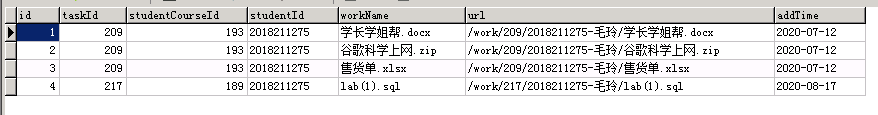 id taskId studentCourseId studentId workName url addTime
1 209 193 2018211275 学长学姐帮.docx /work/209/2018211275-毛玲/学长学姐帮.docx 2020-07-12
2 209 193 2018211275 谷歌科学上网.zip /work/209/2018211275-毛玲/谷歌科学上网.zip 2020-07-12
3 209 193 2018211275 售货单.xlsx /work/209/2018211275-毛玲/售货单.xlsx 2020-07-12
4 217 189 2018211275 lab(1).sql /work/217/2018211275-毛玲/lab(1).sql 2020-08-17